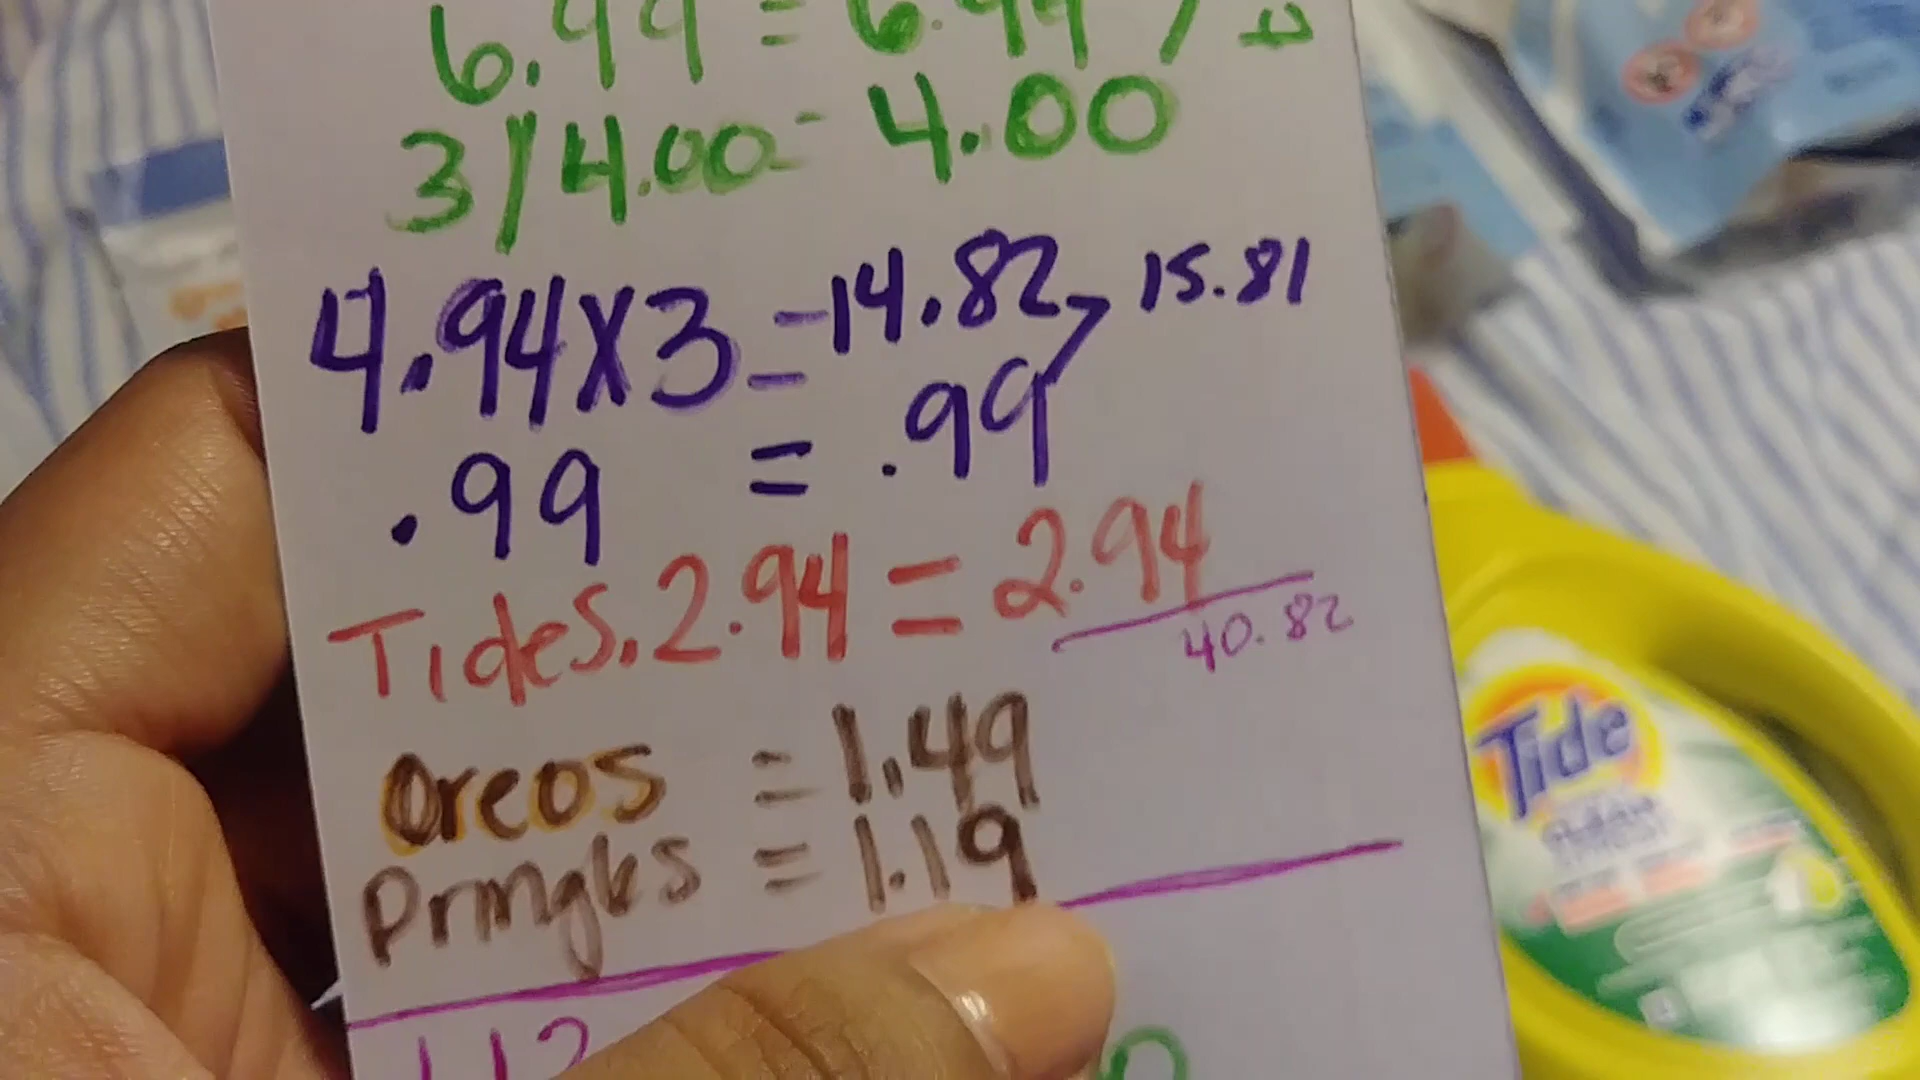 6.99 = 6.99
3/4.00 = 4.00
4.94x3 = 14.82 15.81
.99 = .99
Tides. 2.94 = 2.94
40.82
Oreos = 1.49
Pringles = 1.19
Tide